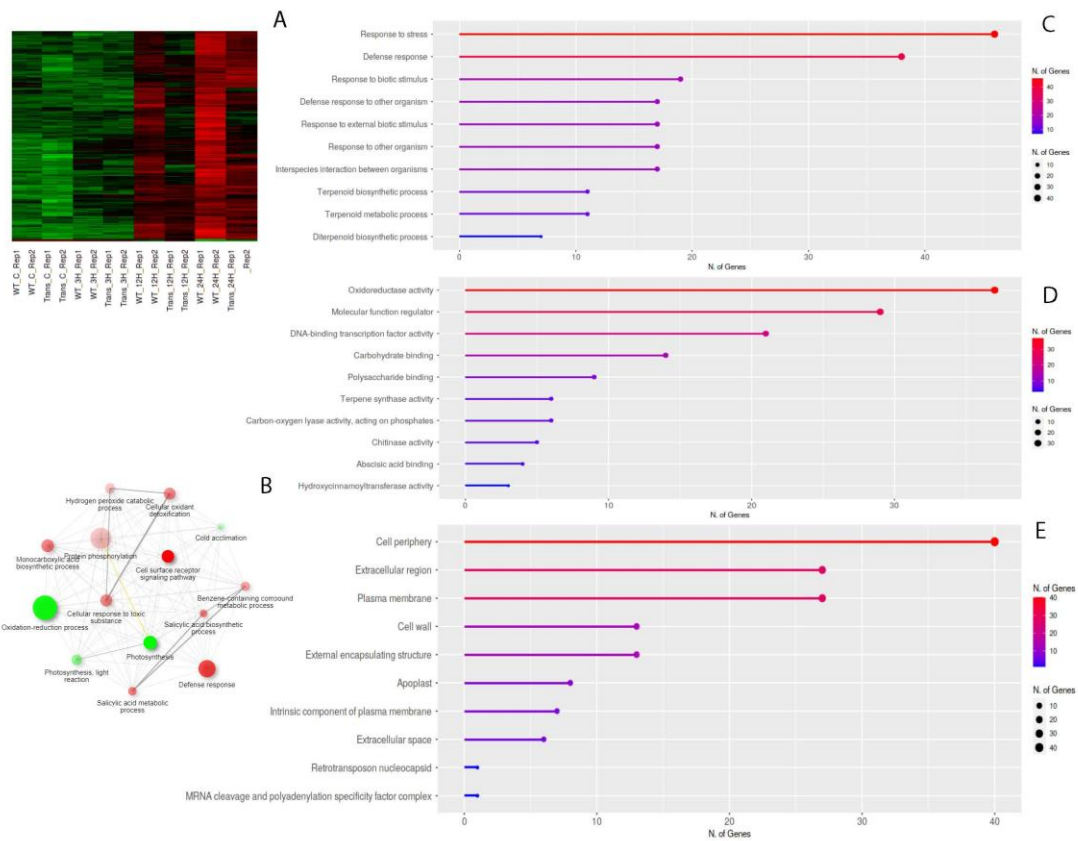 A
WT_C_Rep1
WT_C_Rep2
Trans_C_Rep1
Trans_C_Rep2
WT_3H_Rep1
WT_3H_Rep2
Trans_3H_Rep1
Trans_3H_Rep2
WT_12H_Rep1
WT_12H_Rep2
Trans_12H_Rep1
Trans_12H_Rep2
WT_24H_Rep1
WT_24H_Rep2
Trans_24H_Rep1
_Rep2
B
Hydrogen peroxide catabolic
process
Cellular oxidant
detoxification
Cold acclimation
Protein phosphorylation
Monocarboxylic acid
biosynthetic process
Cell surface receptor
signaling pathway
Benzene-containing compound
metabolic process
Cellular response to toxic
substance
Salicylic acid biosynthetic
process
Oxidation-reduction process
Photosynthesis
Photosynthesis, light
reaction
Defense response
Salicylic acid metabolic
process
C
Response to stress
Defense response
Response to biotic stimulus
Defense response to other organism
Response to external biotic stimulus
Response to other organism
Interspecies interaction between organisms
Terpenoid biosynthetic process
Terpenoid metabolic process
Diterpenoid biosynthetic process
0 10 20 30 40
N. of Genes
N. of Genes
40
30
20
10
N. of Genes
10
20
30
40
D
Oxidoreductase activity
Molecular function regulator
DNA-binding transcription factor activity
Carbohydrate binding
Polysaccharide binding
Terpene synthase activity
Carbon-oxygen lyase activity, acting on phosphates
Chitinase activity
Abscisic acid binding
Hydroxycinnamoyltransferase activity
0 10 20 30
N. of Genes
N. of Genes
30
20
10
N. of Genes
10
20
30
E
Cell periphery
Extracellular region
Plasma membrane
Cell wall
External encapsulating structure
Apoplast
Intrinsic component of plasma membrane
Extracellular space
Retrotransposon nucleocapsid
MRNA cleavage and polyadenylation specificity factor complex
0 10 20 30 40
N. of Genes
N. of Genes
40
30
20
10
N. of Genes
10
20
30
40